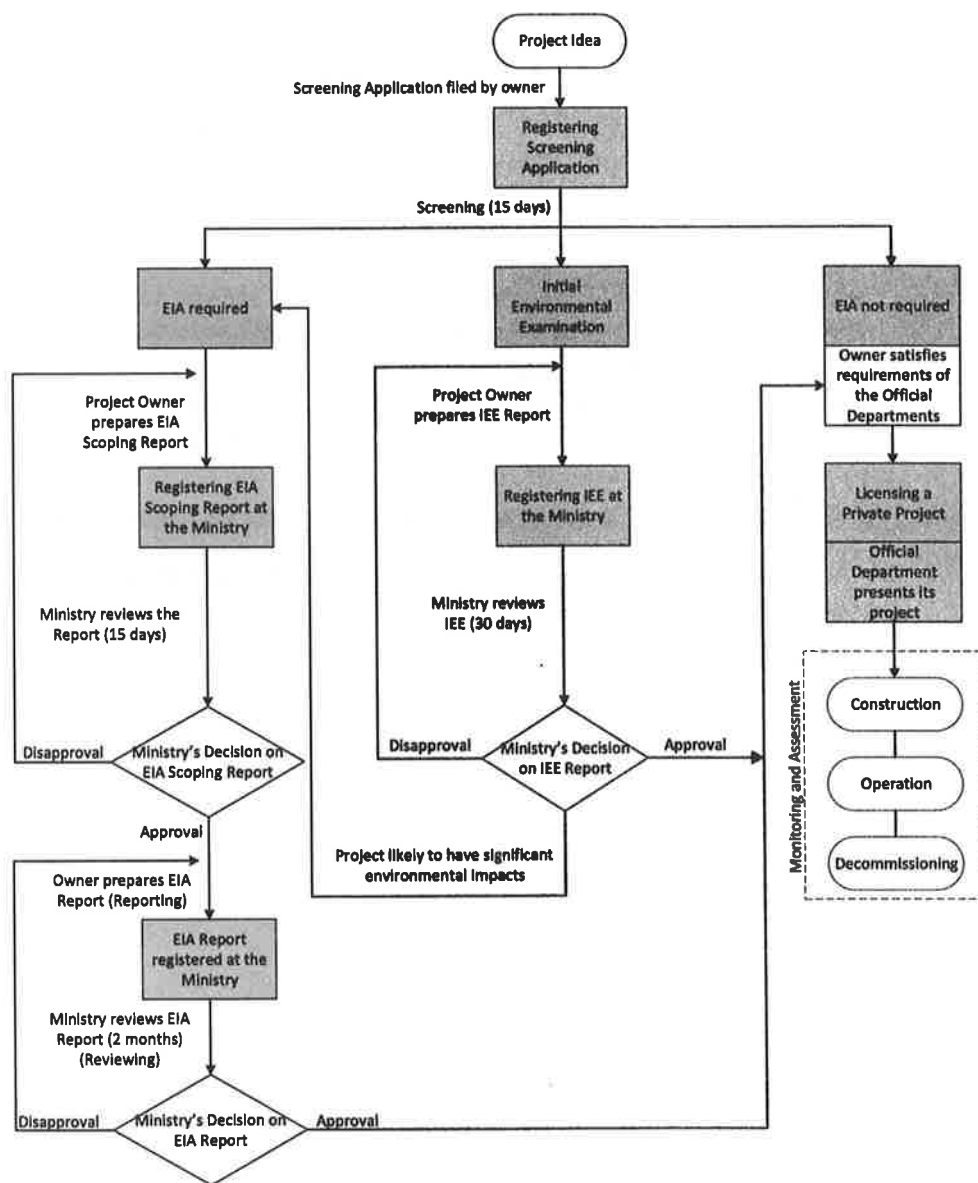 Project Idea
Screening Application filed by owner
Registering
Screening
Application
Screening (15 days)
EIA required
Initial
Environmental
Examination
EIA not required
Owner satisfies
requirements of
the Official
Departments
Project Owner
prepares EIA
Scoping Report
Project Owner
prepares IEE Report
Registering EIA
Scoping Report at
the Ministry
Registering IEE at
the Ministry
Licensing a
Private Project
Official
Department
presents its
project
Ministry reviews the
Report (15 days)
Ministry reviews
IEE (30 days)
Monitoring and Assessment
Construction
Operation
Decommissioning
Disapproval
Ministry's Decision on
EIA Scoping Report
Disapproval
Ministry's Decision
on IEE Report
Approval
Approval
Project likely to have significant
environmental impacts
Owner prepares EIA
Report (Reporting)
EIA Report
registered at the
Ministry
Ministry reviews EIA
Report (2 months)
(Reviewing)
Disapproval
Ministry's Decision on
EIA Report
Approval